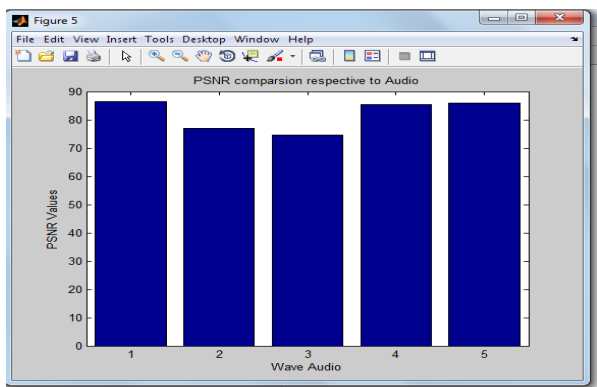 Figure 5
File Edit View Insert Tools Desktop Window Help
PSNR comparsion respective to Audio
90
80
70
60
50
40
30
20
10
0
PSNR Values
1 2 3 4 5
Wave Audio